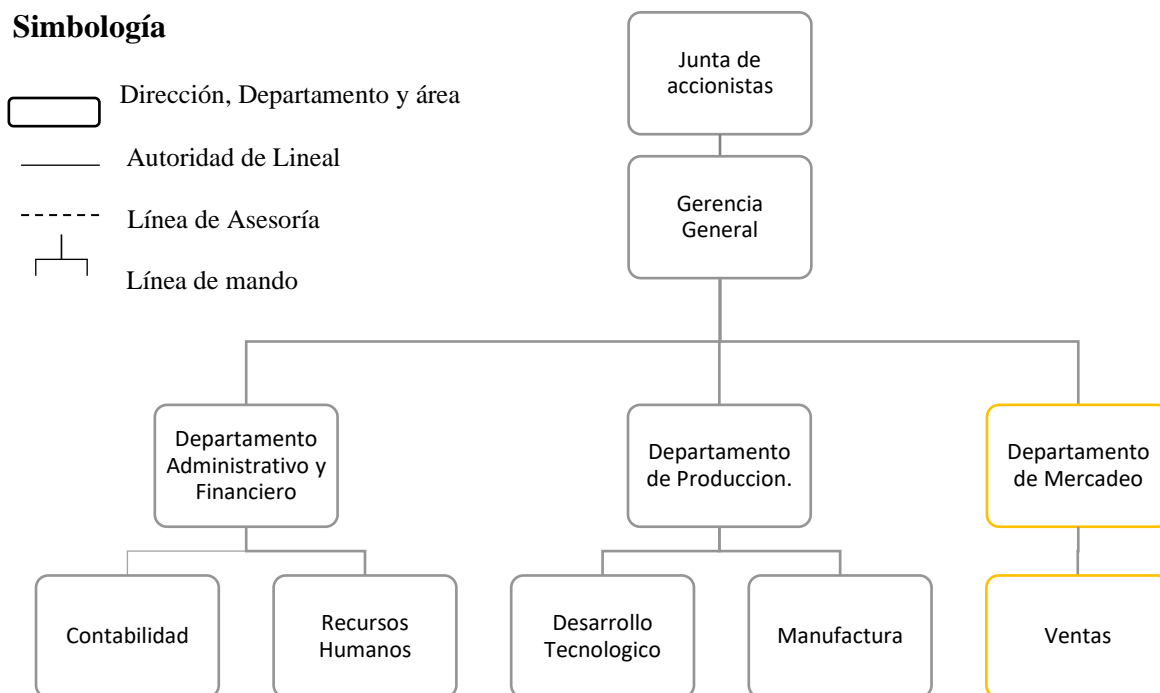 Simbología
Dirección, Departamento y área
Autoridad de Lineal
Línea de Asesoría
Línea de mando
Junta de
accionistas
Gerencia
General
Departamento
Administrativo y
Financiero
Departamento
de Produccion.
Departamento
de Mercadeo
Contabilidad
Recursos
Humanos
Desarrollo
Tecnologico
Manufactura
Ventas